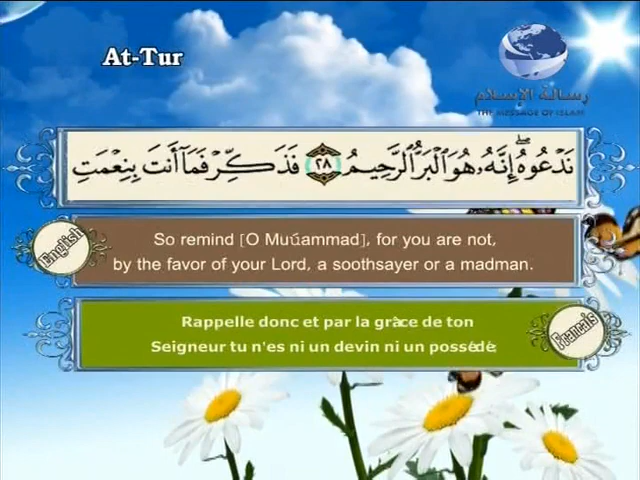 At-Tur
رسالة الإسلام
THE MESSAGE OF ISLAM
نَدْعُوهُ ۖ إِنَّهُۥ هُوَ ٱلْبَرُّ ٱلرَّحِيمُ ٢٨ فَذَكِّرْ فَمَآ أَنتَ بِنِعْمَتِ
English
So remind [O Muúammad], for you are not,
by the favor of your Lord, a soothsayer or a madman.
Rappelle donc et par la grâce de ton
Seigneur tu n'es ni un devin ni un possédé;
Francais